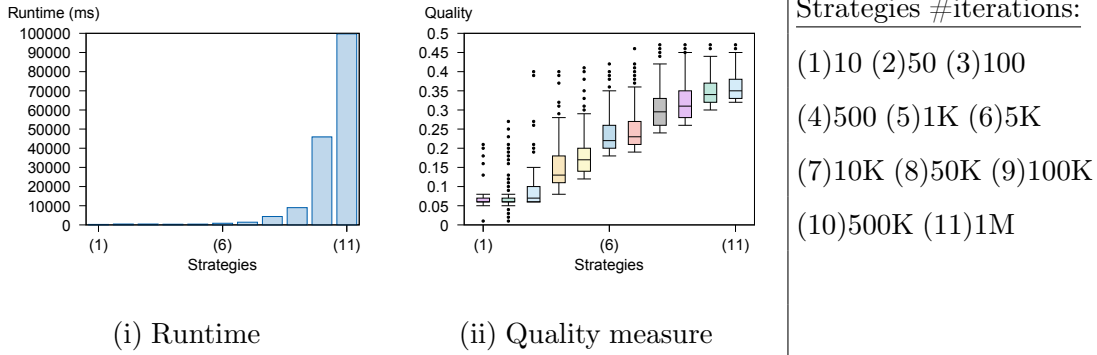 Runtime (ms)
100000
90000
80000
70000
60000
50000
40000
30000
20000
10000
0
(1) (6) (11)
Strategies
(i) Runtime
Quality
0.5
0.45
0.4
0.35
0.3
0.25
0.2
0.15
0.1
0.05
0
(1) (6) (11)
Strategies
(ii) Quality measure
Strategies #iterations:
(1)10 (2)50 (3)100
(4)500 (5)1K (6)5K
(7)10K (8)50K (9)100K
(10)500K (11)1M